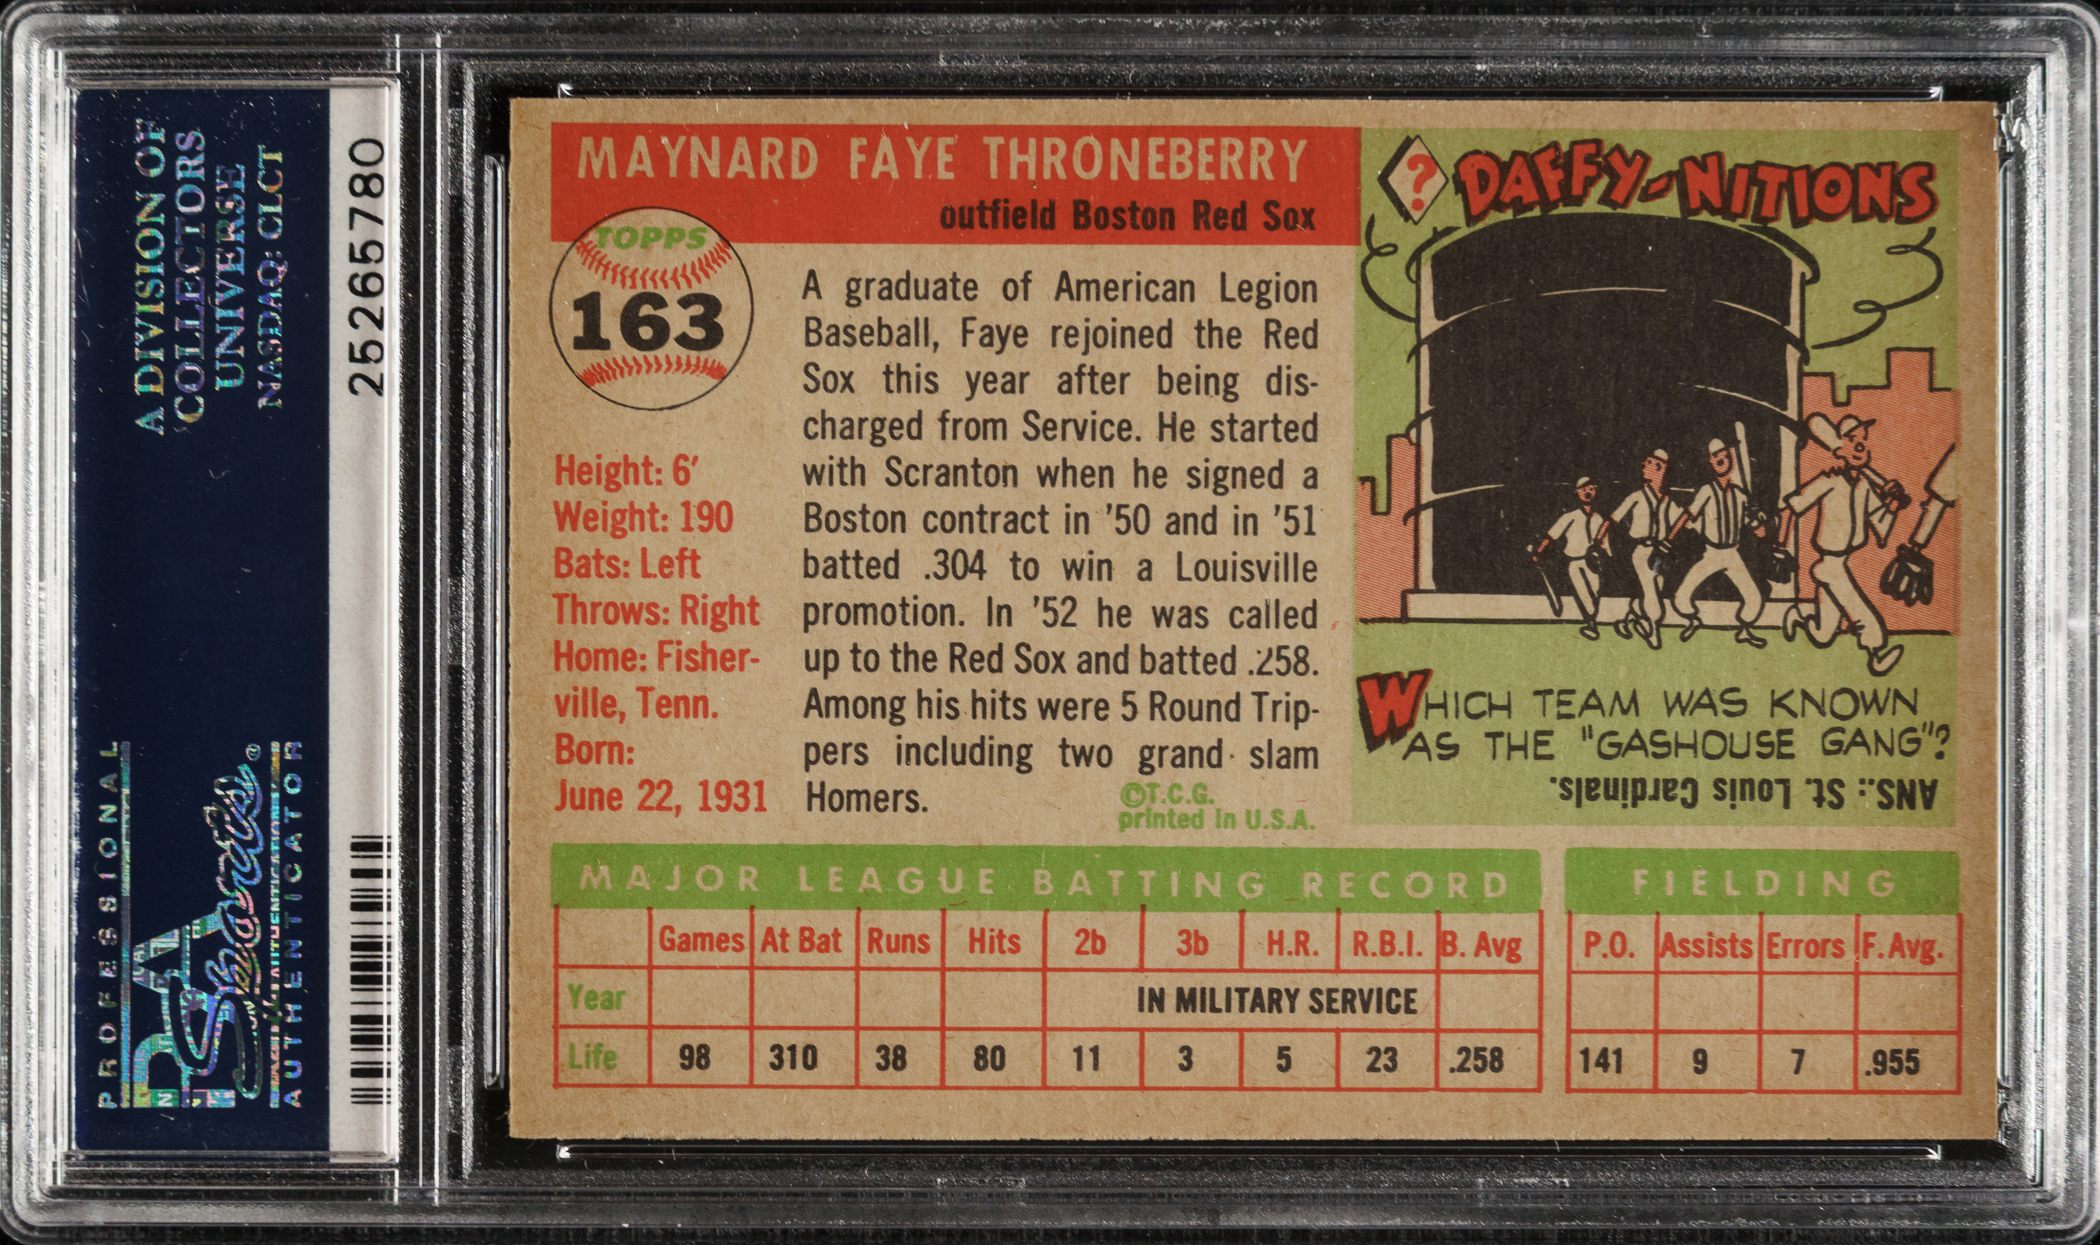 A DIVISION OF
COLLECTORS
UNIVERSE
NASDAQ: CLCT
25265780
PROFESSIONAL
PSA
Sports
AUTHENTICATOR
MAYNARD FAYE THRONEBERRY
outfield Boston Red Sox
TOPPS
163
Height: 6'
Weight: 190
Bats: Left
Throws: Right
Home: Fisher-
ville, Tenn.
Born:
June 22, 1931
A graduate of American Legion
Baseball, Faye rejoined the Red
Sox this year after being dis-
charged from Service. He started
with Scranton when he signed a
Boston contract in '50 and in '51
batted .304 to win a Louisville
promotion. In '52 he was called
up to the Red Sox and batted .258.
Among his hits were 5 Round Trip-
pers including two grand slam
Homers.
©T.C.G.
printed in U.S.A.
? DAFFY-NITIONS
WHICH TEAM WAS KNOWN
AS THE "GASHOUSE GANG"?
ANS.: St. Louis Cardinals.
MAJOR LEAGUE BATTING RECORD FIELDING
Games At Bat Runs Hits 2b 3b H.R. R.B.I. B. Avg P.O. Assists Errors F. Avg.
Year IN MILITARY SERVICE
Life 98 310 38 80 11 3 5 23 .258 141 9 7 .955